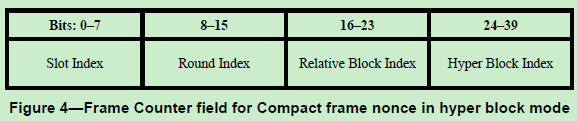 Bits: 0–7 8–15 16–23 24–39
Slot Index Round Index Relative Block Index Hyper Block Index
Figure 4—Frame Counter field for Compact frame nonce in hyper block mode